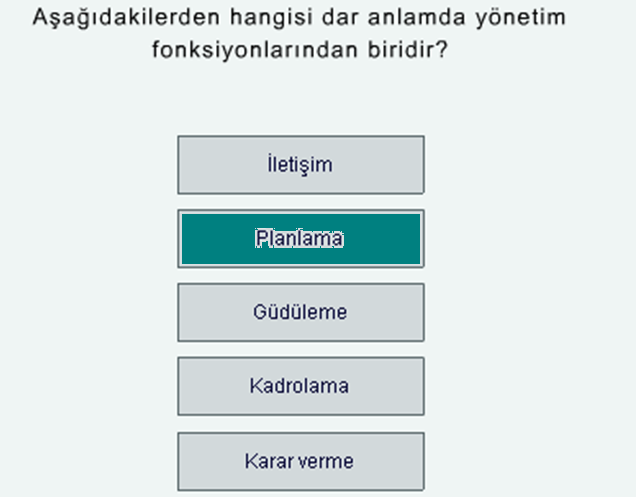 Aşağıdakilerden hangisi dar anlamda yönetim
fonksiyonlarından biridir?
İletişim
Planlama
Güdüleme
Kadrolama
Karar verme